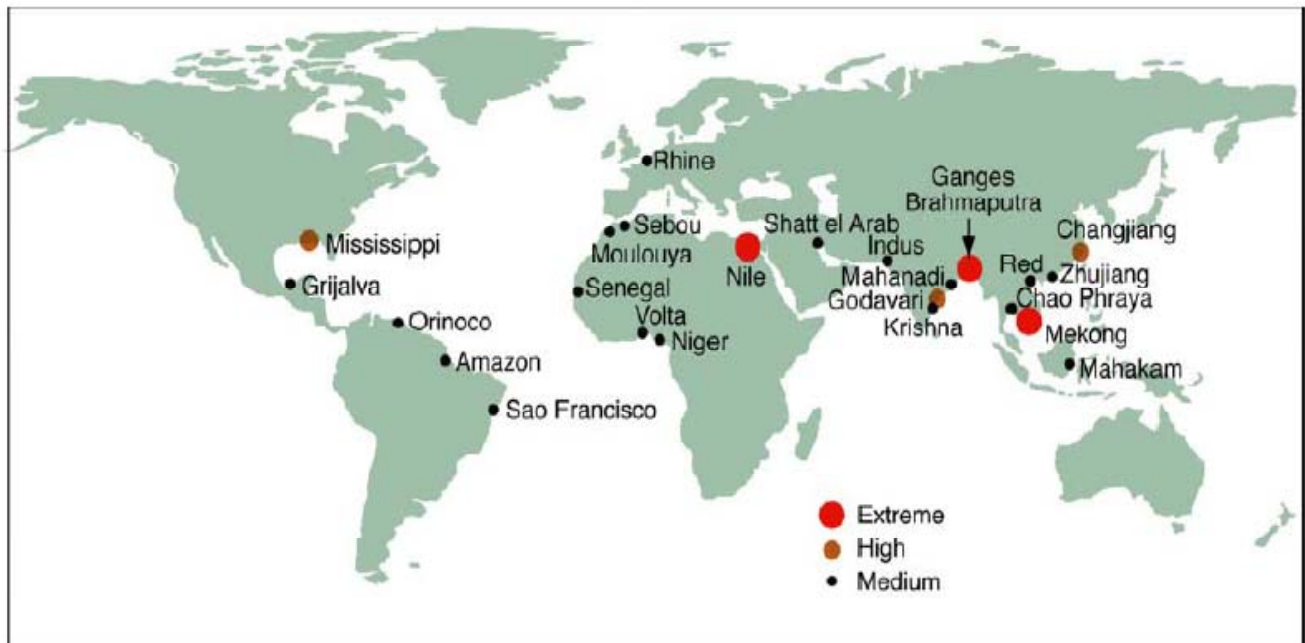 Rhine
Ganges
Brahmaputra
Sebou
Shatt el Arab
Changjiang
Mississippi
Moulouya
Indus
Red
Nile
Mahanadi
Zhujiang
Grijalva
Senegal
Godavari
Chao Phraya
Orinoco
Volta
Krishna
Niger
Mekong
Amazon
Mahakam
Sao Francisco
Extreme
High
Medium